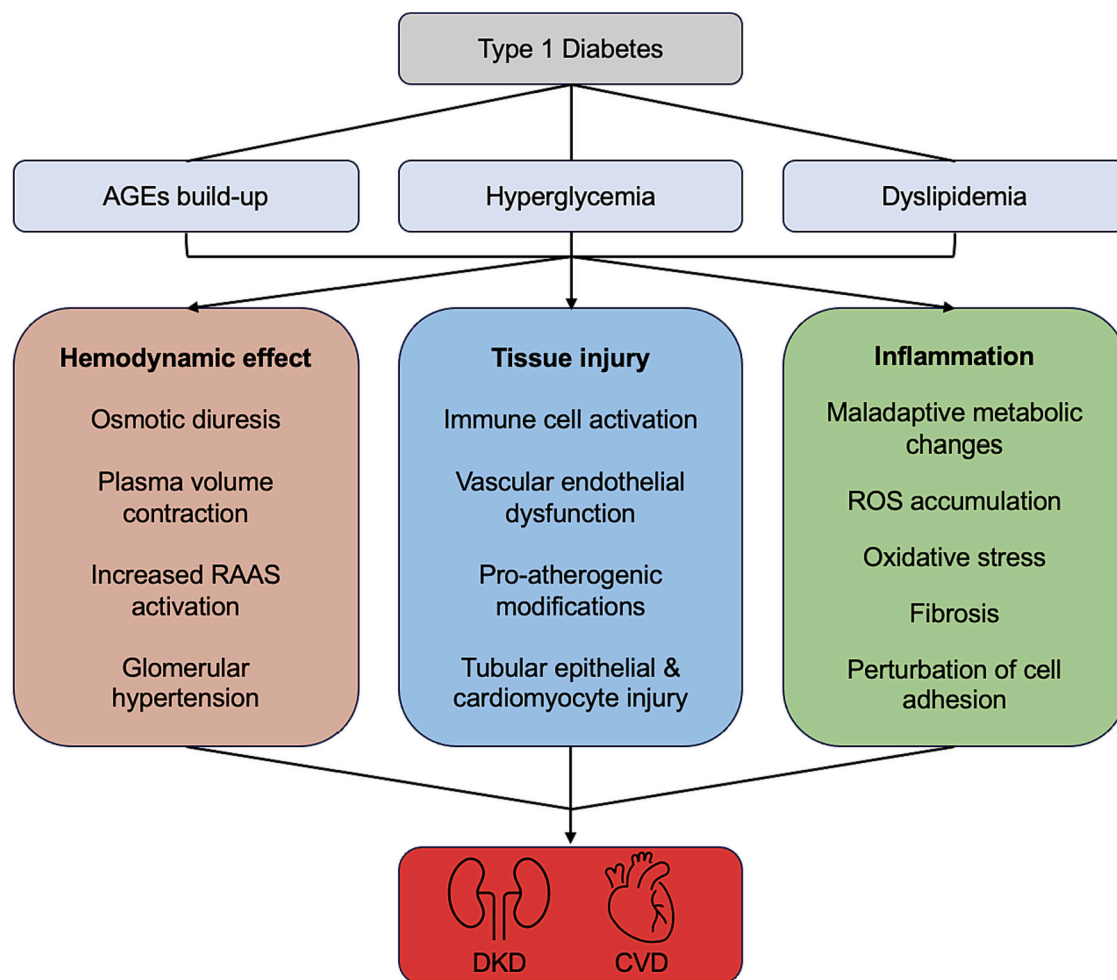 Type 1 Diabetes
AGEs build-up
Hyperglycemia
Dyslipidemia
Hemodynamic effect
Osmotic diuresis
Plasma volume
contraction
Increased RAAS
activation
Glomerular
hypertension
Tissue injury
Immune cell activation
Vascular endothelial
dysfunction
Pro-atherogenic
modifications
Tubular epithelial &
cardiomyocyte injury
Inflammation
Maladaptive metabolic
changes
ROS accumulation
Oxidative stress
Fibrosis
Perturbation of cell
adhesion
DKD
CVD